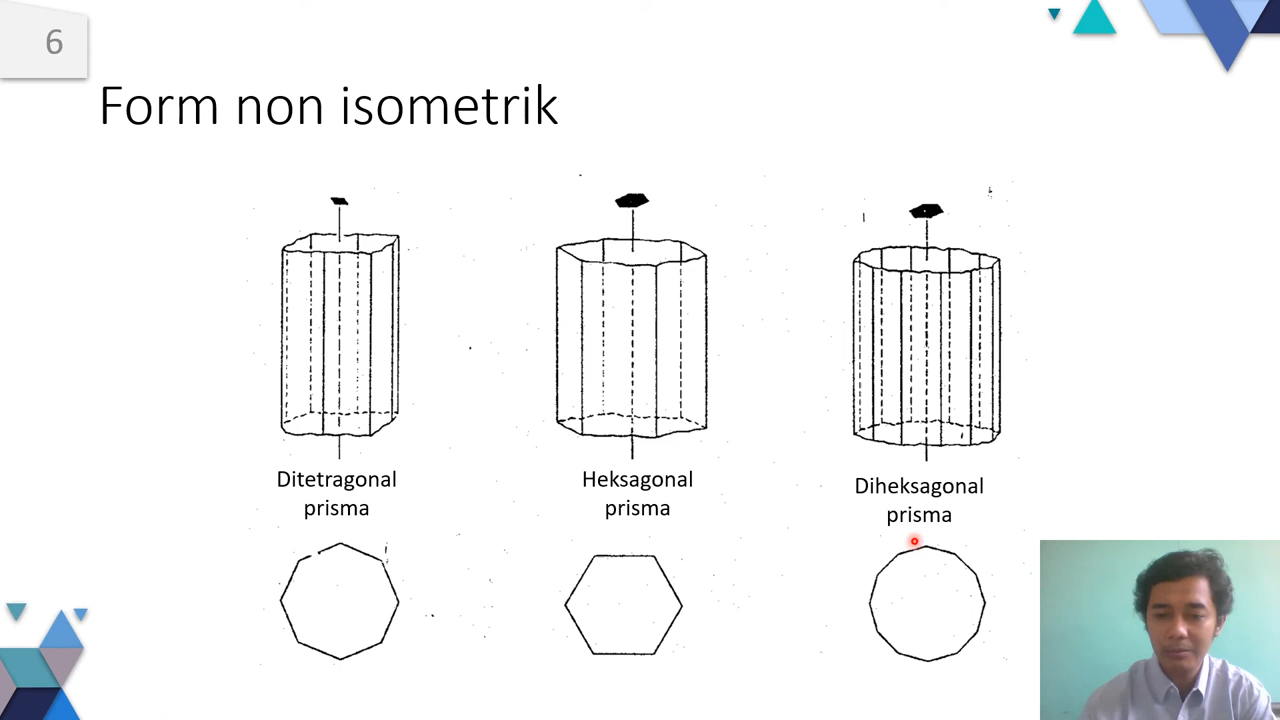 6
Form non isometrik
Ditetragonal
prisma
Heksagonal
prisma
Diheksagonal
prisma